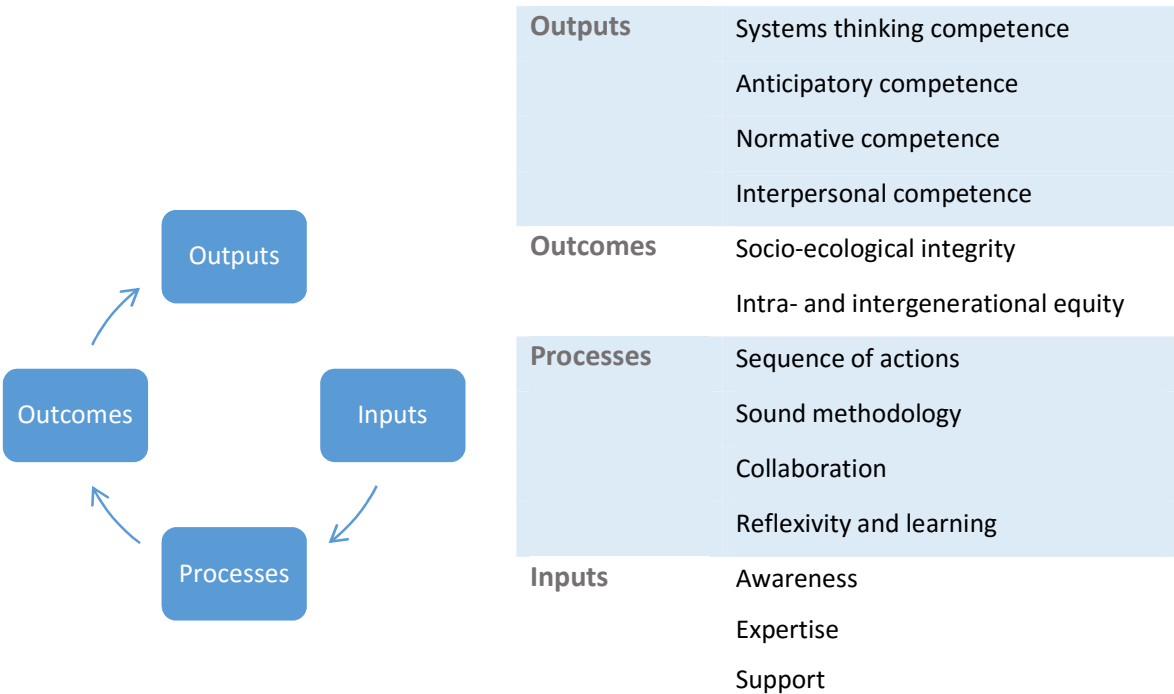 Outputs
Outcomes
Inputs
Processes
Outputs Systems thinking competence
Anticipatory competence
Normative competence
Interpersonal competence
Outcomes Socio-ecological integrity
Intra- and intergenerational equity
Processes Sequence of actions
Sound methodology
Collaboration
Reflexivity and learning
Inputs Awareness
Expertise
Support